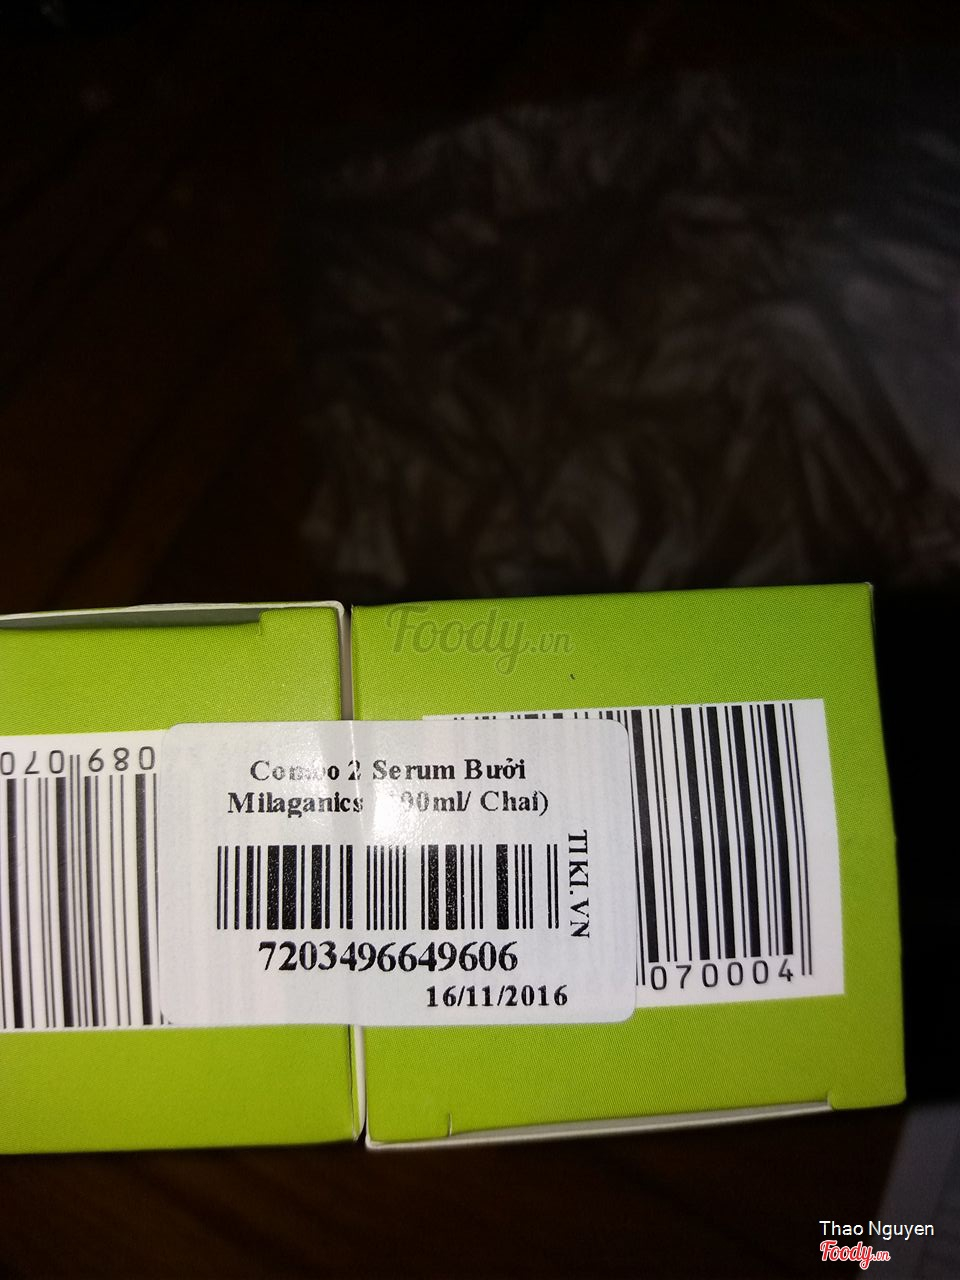 Foody.vn
070 680
Combo 2 Serum Bưởi
Milaganics 00ml/ Chai)
TIKI.VN
7203496649606
16/11/2016
070004
Thao Nguyen
Foody.vn